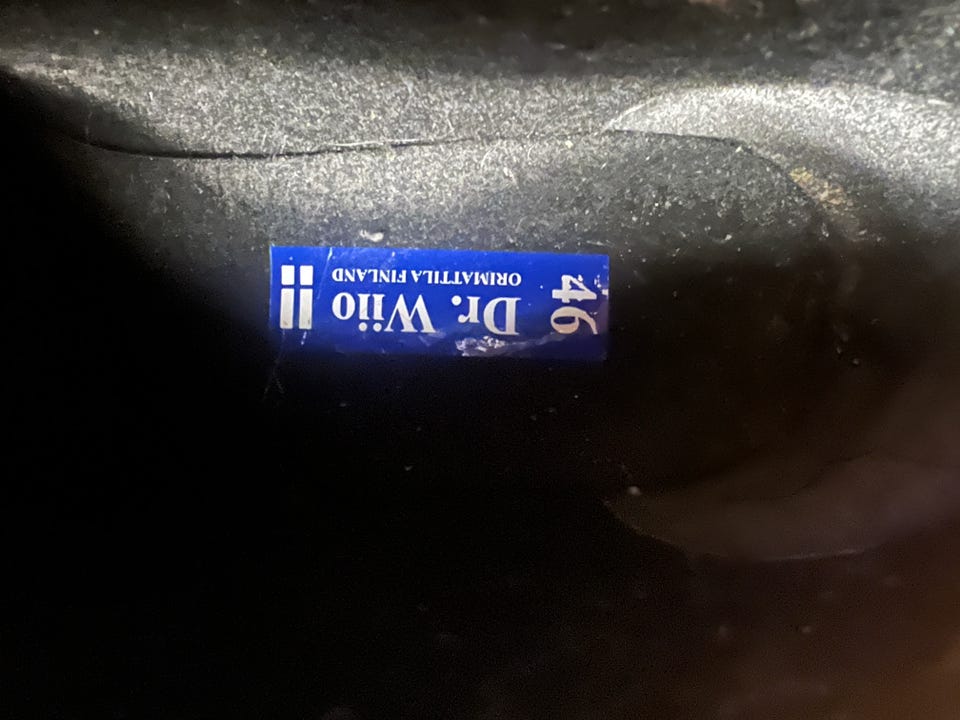 46
Dr. Wiio
ORIMATTILA FINLAND